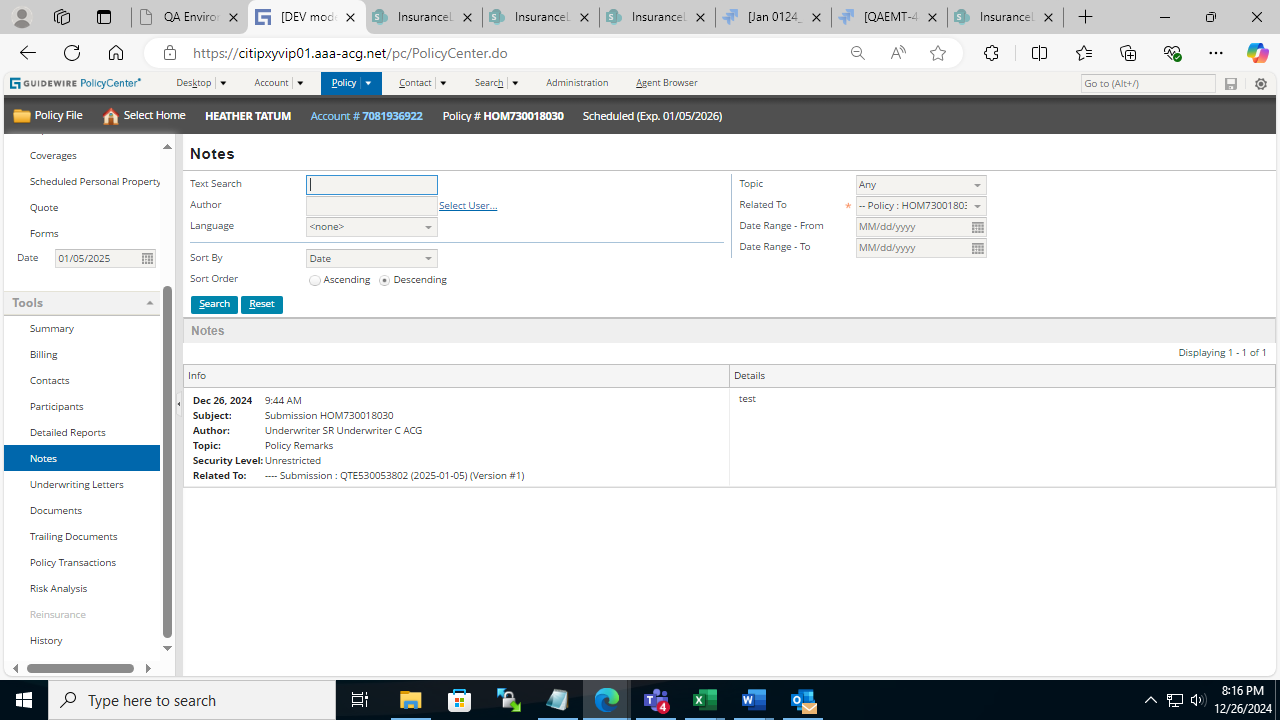 QA Environ
[DEV mode
InsuranceL
InsuranceL
InsuranceL
[Jan 0124_
[QAEMT-4
InsuranceL
https://citipxyvip01.aaa-acg.net/pc/PolicyCenter.do
GUIDEWIRE PolicyCenter
Desktop
Account
Policy
Contact
Search
Administration
Agent Browser
Go to (Alt+/)
Policy File
Select Home
HEATHER TATUM
Account # 7081936922
Policy # HOM730018030
Scheduled (Exp. 01/05/2026)
Coverages
Scheduled Personal Property
Quote
Forms
Date 01/05/2025
Tools
Summary
Billing
Contacts
Participants
Detailed Reports
Notes
Underwriting Letters
Documents
Trailing Documents
Policy Transactions
Risk Analysis
Reinsurance
History
Notes
Text Search
Author Select User...
Language <none>
Sort By Date
Sort Order Ascending Descending
Search Reset
Topic Any
Related To * -- Policy : HOM73001803
Date Range - From MM/dd/yyyy
Date Range - To MM/dd/yyyy
Notes
Displaying 1 - 1 of 1
Info Details
Dec 26, 2024 9:44 AM test
Subject: Submission HOM730018030
Author: Underwriter SR Underwriter C ACG
Topic: Policy Remarks
Security Level: Unrestricted
Related To: ---- Submission : QTE530053802 (2025-01-05) (Version #1)
Type here to search
4
8:16 PM
12/26/2024